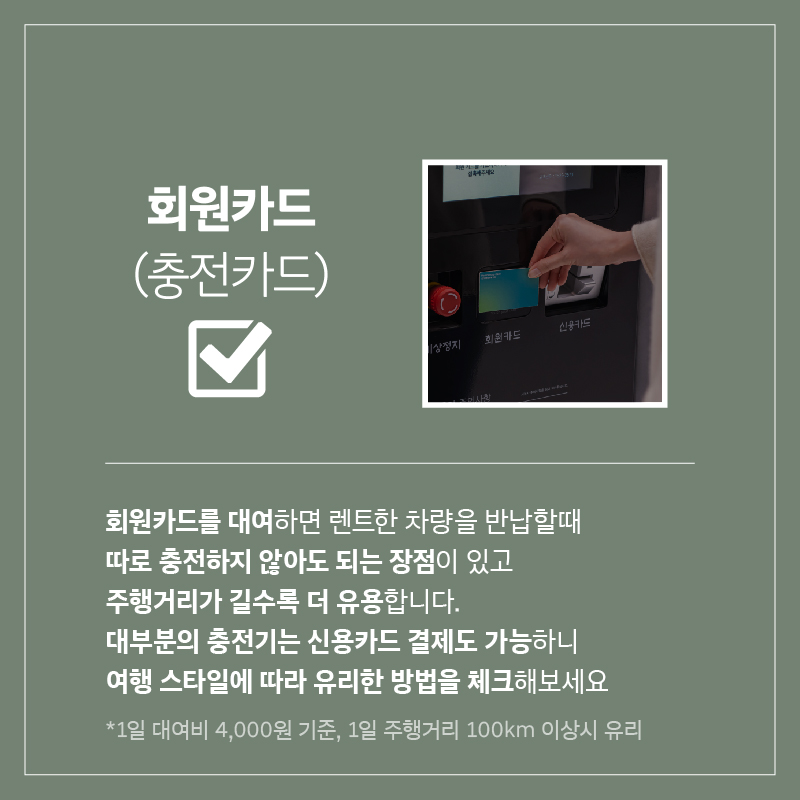 회원카드
(충전카드)
회원카드
신용카드
회원카드를 대여하면 렌트한 차량을 반납할때
따로 충전하지 않아도 되는 장점이 있고
주행거리가 길수록 더 유용합니다.
대부분의 충전기는 신용카드 결제도 가능하니
여행 스타일에 따라 유리한 방법을 체크해보세요
*1일 대여비 4,000원 기준, 1일 주행거리 100km 이상시 유리